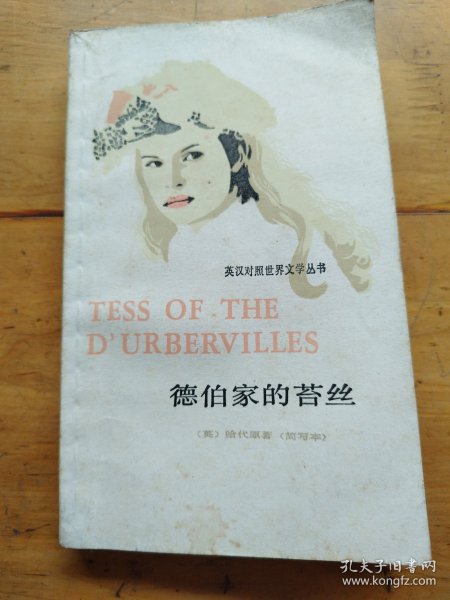 英汉对照世界文学丛书
TESS OF THE
D'URBERVILLES
德伯家的苔丝
（英）哈代原著（简写本）
孔夫子旧书网
www.kongfz.com